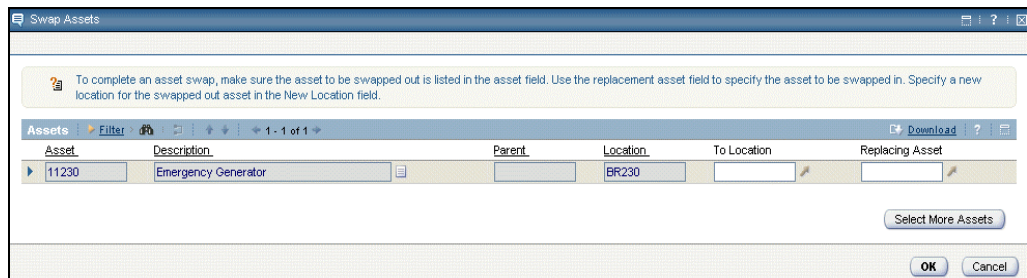 Swap Assets
?
To complete an asset swap, make sure the asset to be swapped out is listed in the asset field. Use the replacement asset field to specify the asset to be swapped in. Specify a new
location for the swapped out asset in the New Location field.
Assets Filter 1 - 1 of 1 Download ?
Asset Description Parent Location To Location Replacing Asset
11230 Emergency Generator BR230
Select More Assets
OK Cancel